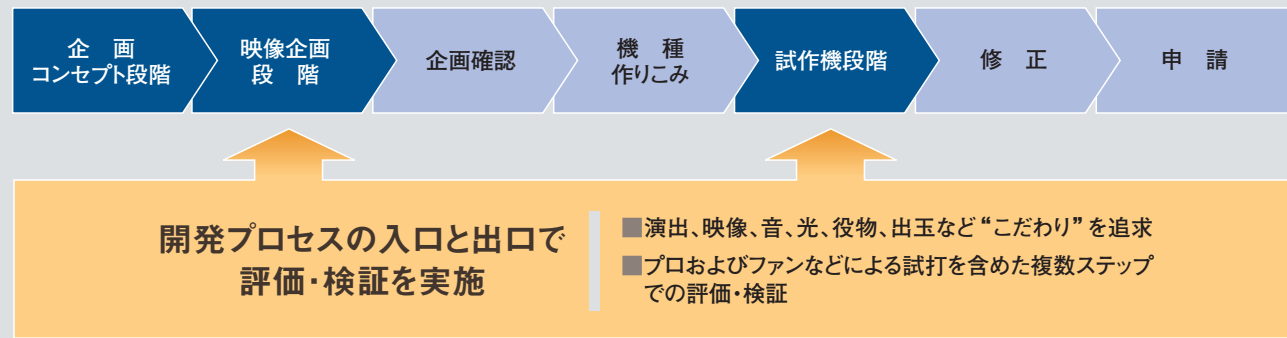 企　画
コンセプト段階
映像企画
段　階
企画確認
機　種
作りこみ
試作機段階
修　正
申　請
開発プロセスの入口と出口で
評価・検証を実施
■演出、映像、音、光、役物、出玉など“こだわり”を追求
■プロおよびファンなどによる試打を含めた複数ステップ
での評価・検証